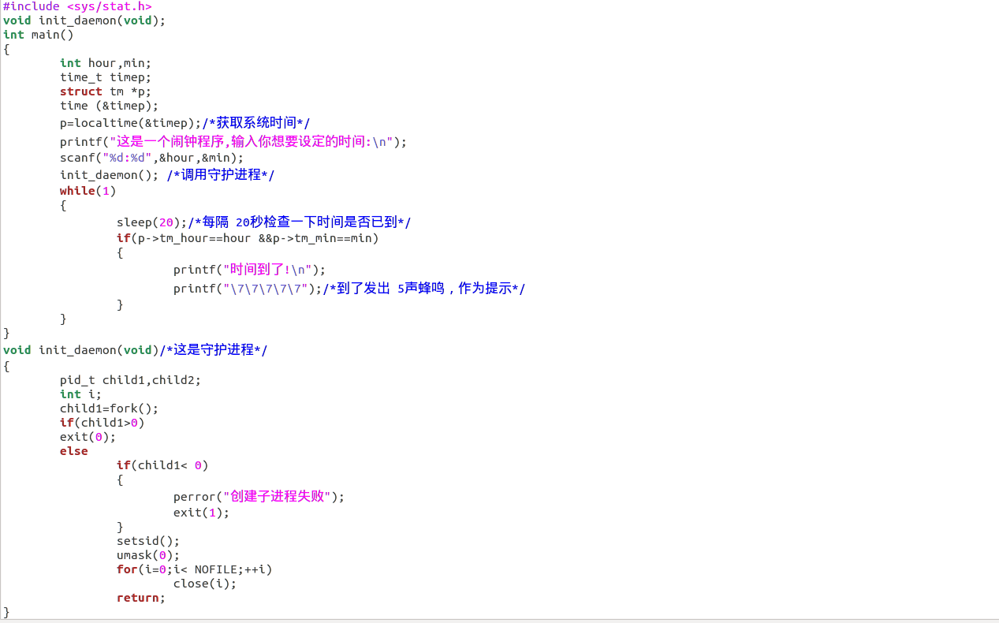 #include <sys/stat.h>
void init_daemon(void);
int main()
{
        int hour,min;
        time_t timep;
        struct tm *p;
        time (&timep);
        p=localtime(&timep);/*获取系统时间*/
        printf("这是一个闹钟程序,输入你想要设定的时间:\n");
        scanf("%d:%d",&hour,&min);
        init_daemon(); /*调用守护进程*/
        while(1)
        {
                sleep(20);/*每隔 20秒检查一下时间是否已到*/
                if(p->tm_hour==hour &&p->tm_min==min)
                {
                        printf("时间到了!\n");
                        printf("\7\7\7\7\7");/*到了发出 5声蜂鸣，作为提示*/
                }
        }
}
void init_daemon(void)/*这是守护进程*/
{
        pid_t child1,child2;
        int i;
        child1=fork();
        if(child1>0)
        exit(0);
        else
                if(child1< 0)
                {
                        perror("创建子进程失败");
                        exit(1);
                }
                setsid();
                umask(0);
                for(i=0;i< NOFILE;++i)
                        close(i);
                return;
}